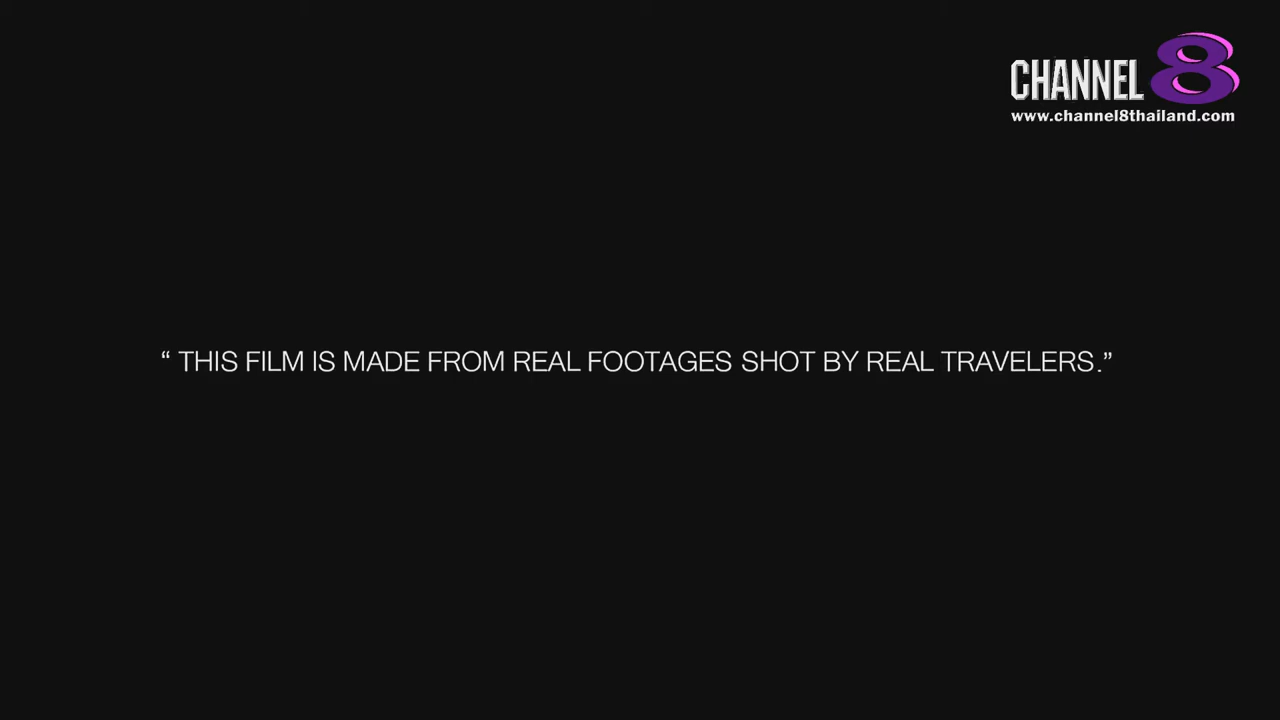 CHANNEL 8
www.channel8thailand.com
“ THIS FILM IS MADE FROM REAL FOOTAGES SHOT BY REAL TRAVELERS.”